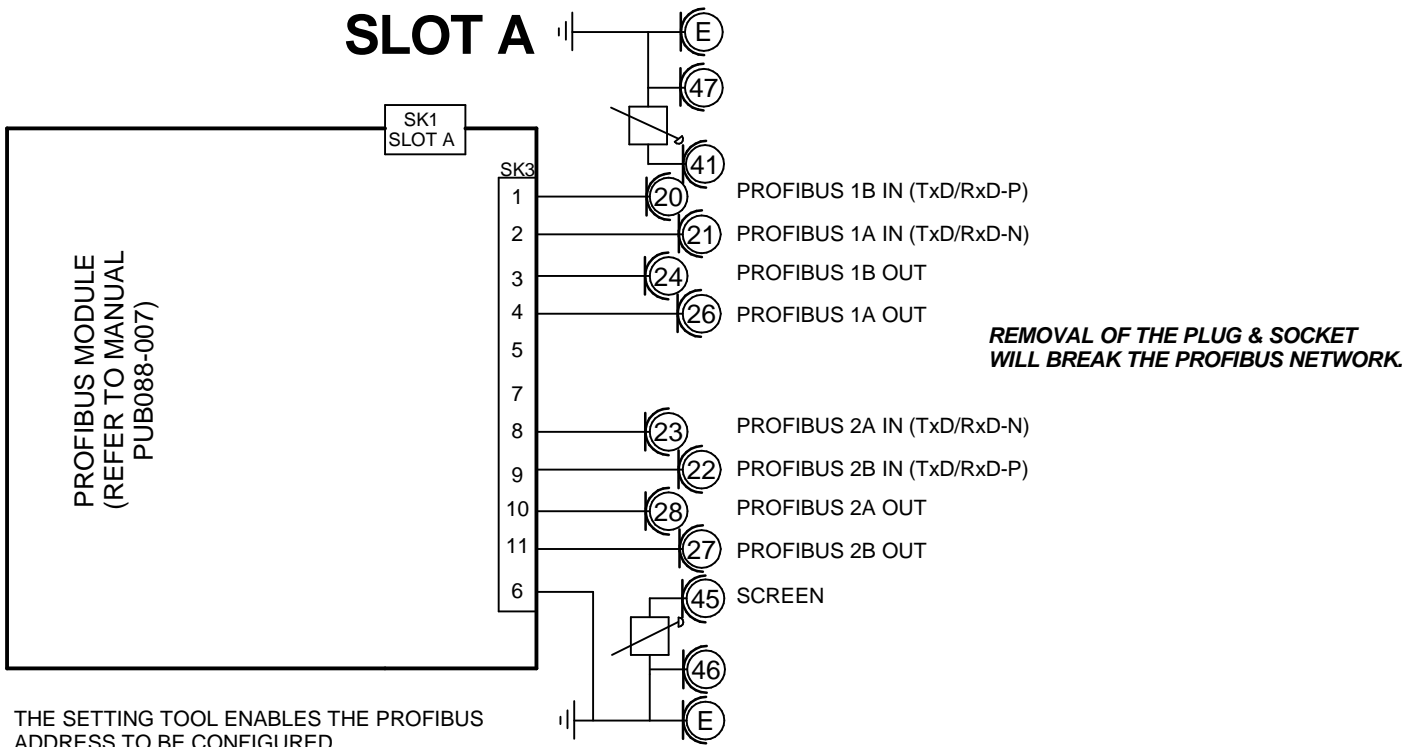 SLOT A
E
47
41
SK1
SLOT A
SK3
PROFIBUS MODULE
(REFER TO MANUAL
PUB088-007)
1 20 PROFIBUS 1B IN (TxD/RxD-P)
2 21 PROFIBUS 1A IN (TxD/RxD-N)
3 24 PROFIBUS 1B OUT
4 26 PROFIBUS 1A OUT
5
7
REMOVAL OF THE PLUG & SOCKET
WILL BREAK THE PROFIBUS NETWORK.
8 23 PROFIBUS 2A IN (TxD/RxD-N)
9 22 PROFIBUS 2B IN (TxD/RxD-P)
10 28 PROFIBUS 2A OUT
11 27 PROFIBUS 2B OUT
6
45 SCREEN
46
E
THE SETTING TOOL ENABLES THE PROFIBUS
ADDRESS TO BE CONFIGURED